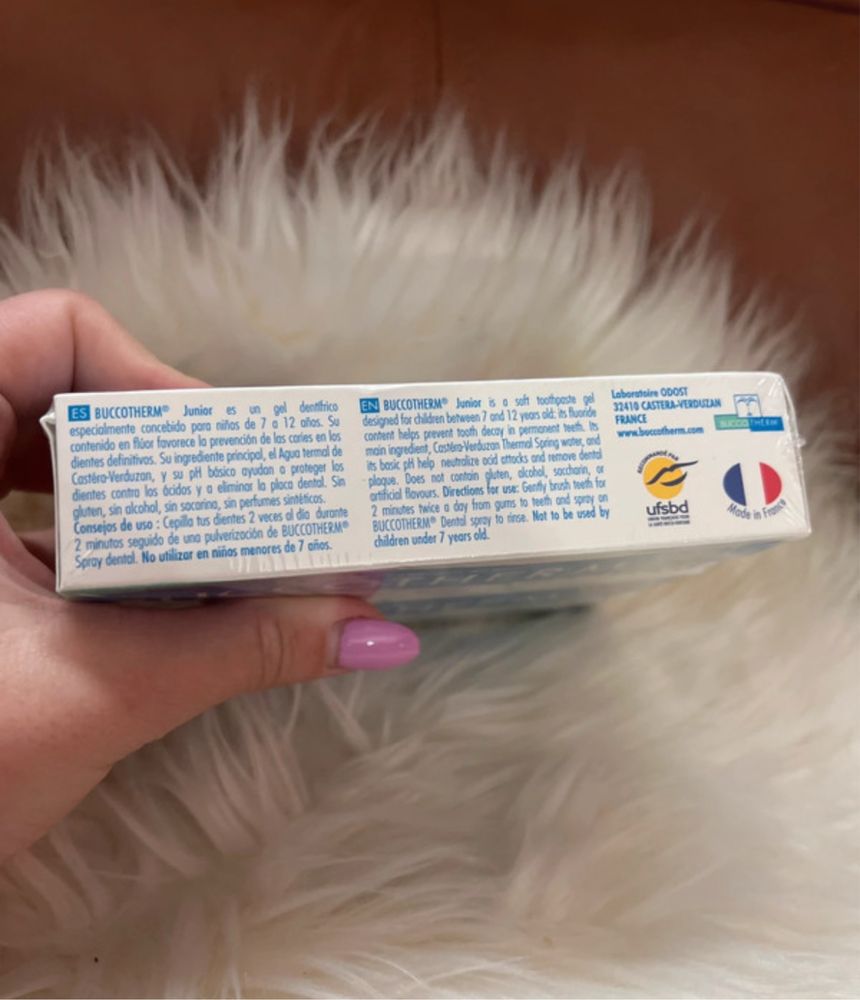 ES BUCCOTHERM® Junior es un gel dentífrico
especialmente concebido para niños de 7 a 12 años. Su
contenido en flúor favorece la prevención de las caries en los
dientes definitivos. Su ingrediente principal, el Agua termal de
Castéra-Verduzan, y su pH básico ayudan a proteger los
dientes contra los ácidos y a eliminar la placa dental. Sin
gluten, sin alcohol, sin sacarina, sin perfumes sintéticos.
Consejos de uso : Cepilla tus dientes 2 veces al día durante
2 minutos seguido de una pulverización de BUCCOTHERM®
Spray dental. No utilizar en niños menores de 7 años.
EN BUCCOTHERM® Junior is a soft toothpaste gel
designed for children between 7 and 12 years old: its fluoride
content helps prevent tooth decay in permanent teeth. Its
main ingredient, Castéra-Verduzan Thermal Spring water, and
its basic pH help neutralize acid attacks and remove dental
plaque. Does not contain gluten, alcohol, saccharin, or
artificial flavours. Directions for use: Gently brush teeth for
2 minutes twice a day from gums to teeth and spray on
BUCCOTHERM® Dental spray to rinse. Not to be used by
children under 7 years old.
Laboratoire ODOST
32410 CASTERA-VERDUZAN
FRANCE
www.buccotherm.com
BUCCOTHERM
RECOMMANDÉ PAR
ufsbd
UNION FRANÇAISE POUR
LA SANTÉ BUCCO-DENTAIRE
Made in France